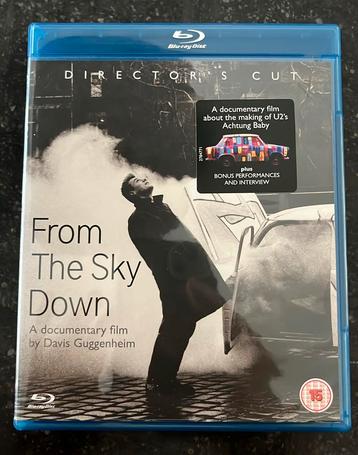 Blu-ray Disc
DIRECTOR'S CUT
A documentary film
about the making of U2's
Achtung Baby
plus
BONUS PERFORMANCES
AND INTERVIEW
From
The Sky
Down
A documentary film
by Davis Guggenheim
Blu-ray Disc
15